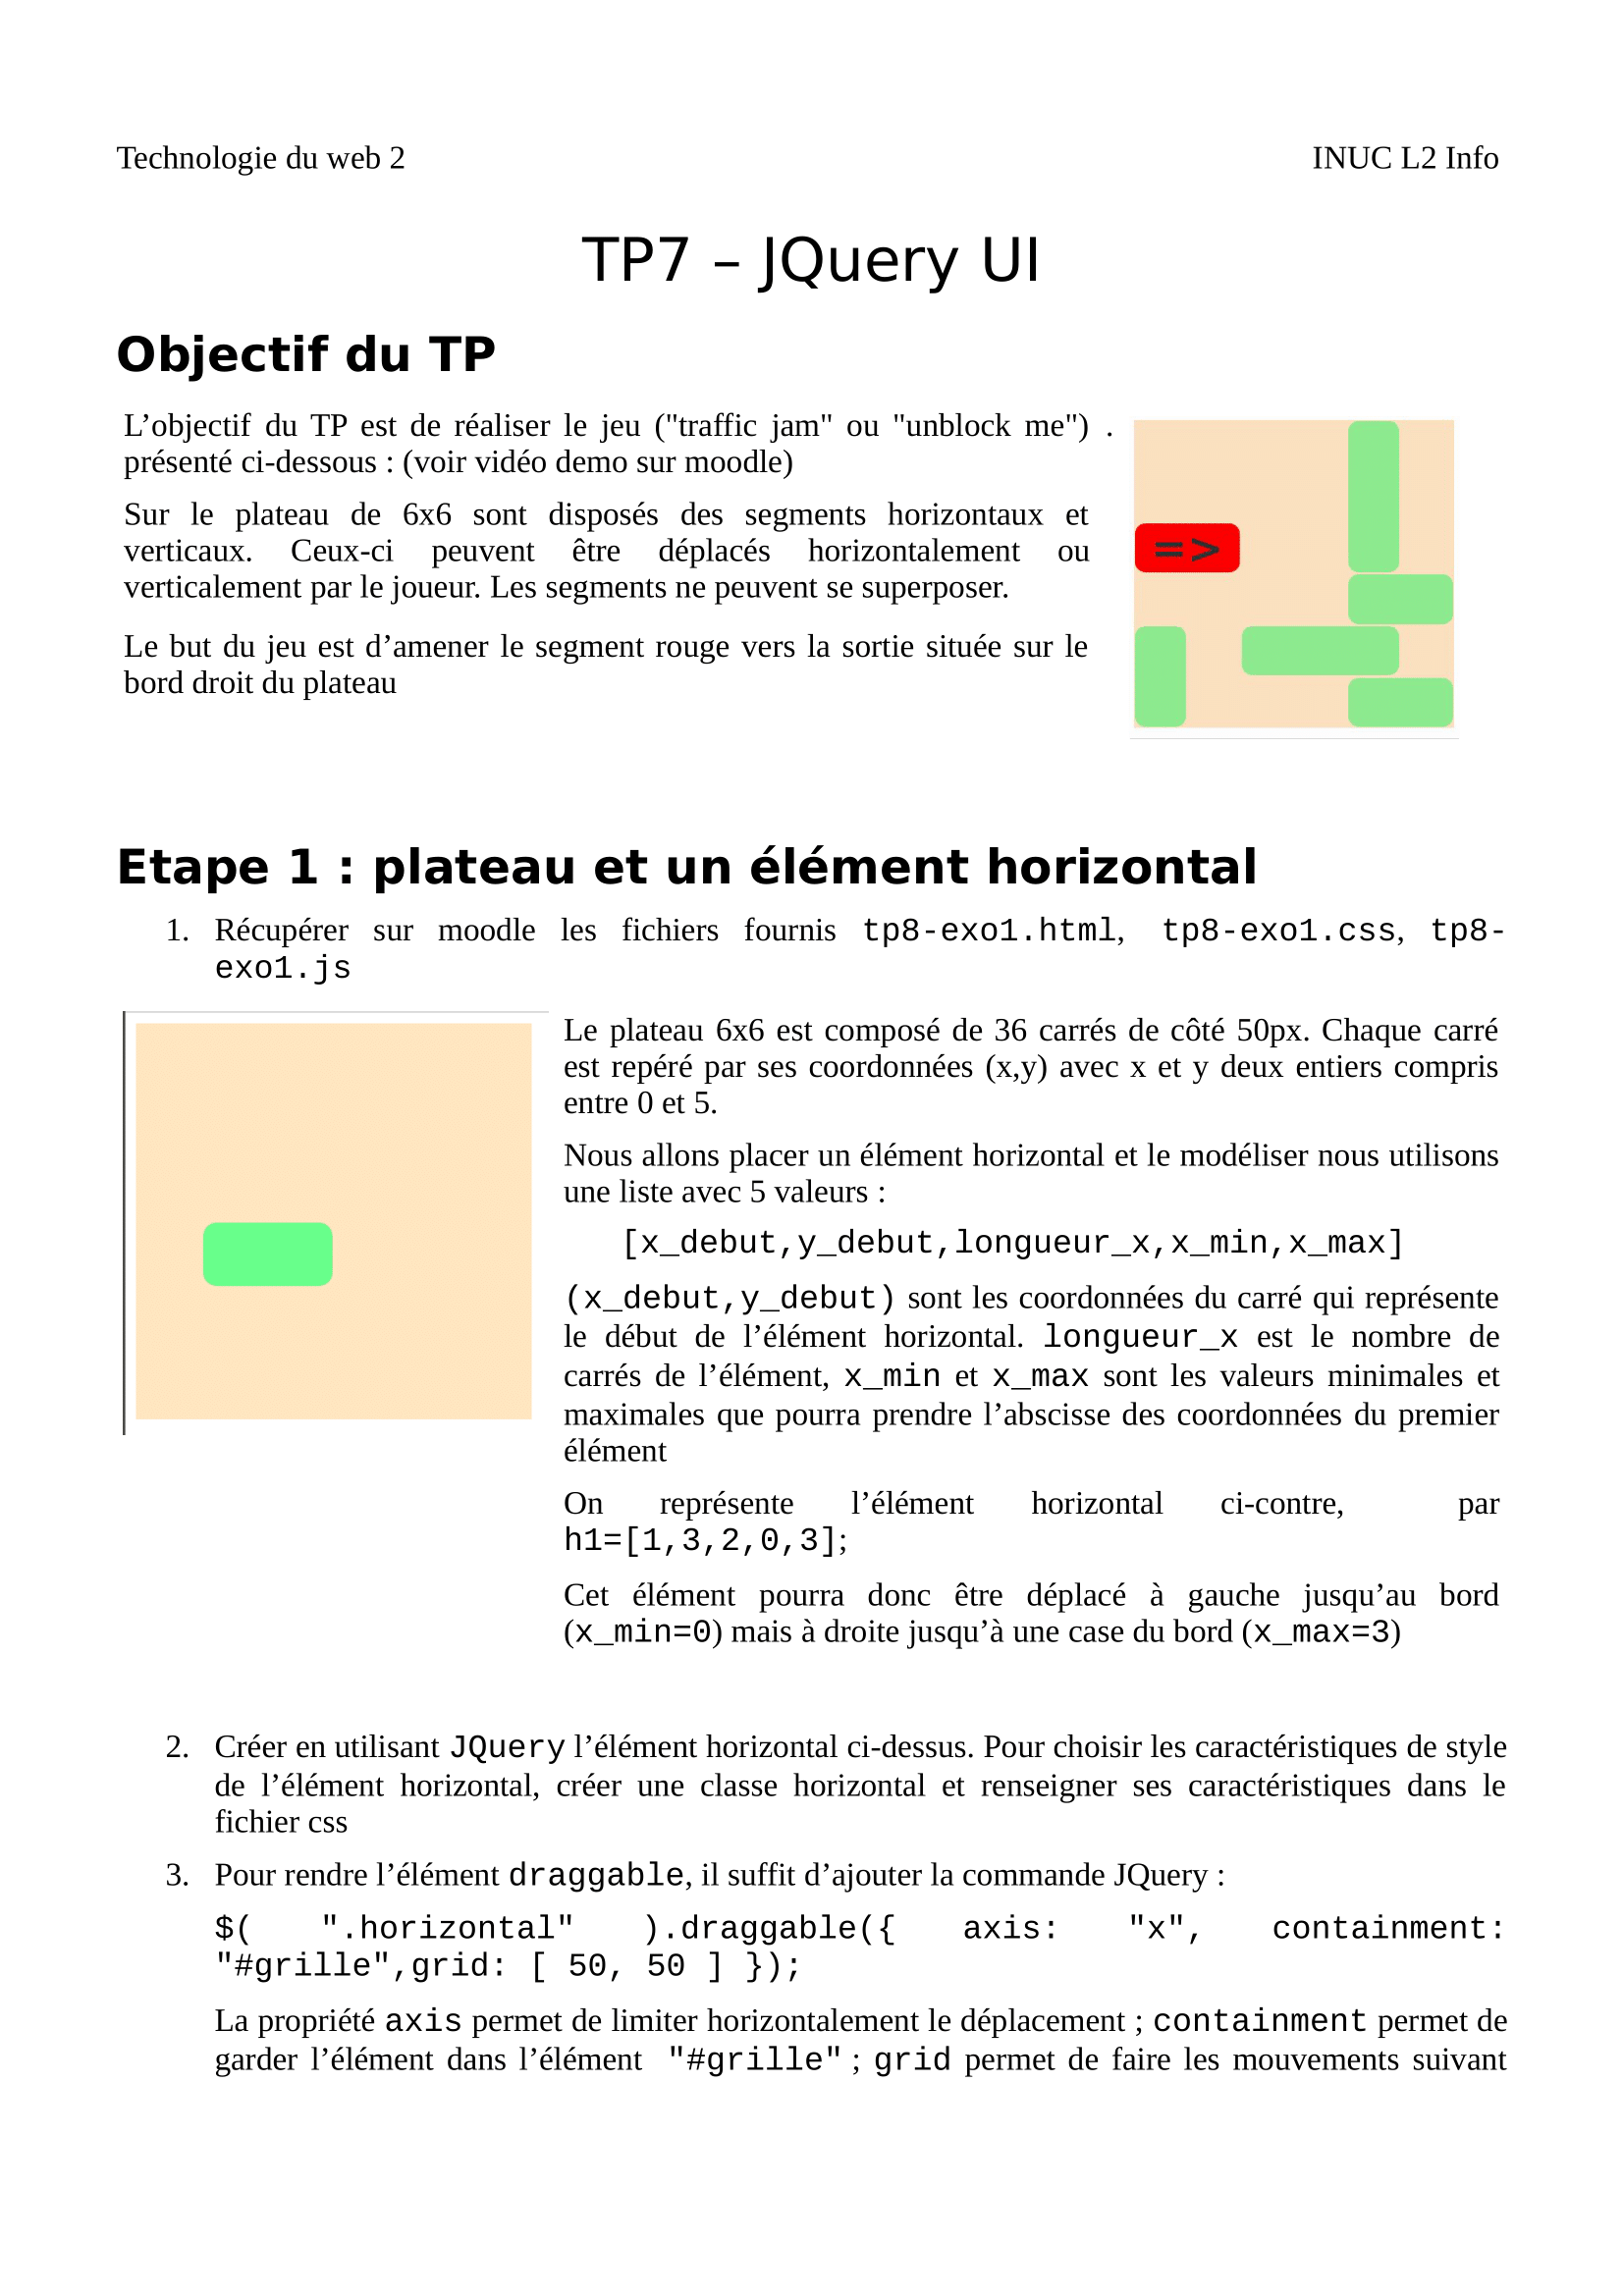 Technologie du web 2 INUC L2 Info
TP7 – JQuery UI
Objectif du TP
L’objectif du TP est de réaliser le jeu ("traffic jam" ou "unblock me") .
présenté ci-dessous : (voir vidéo demo sur moodle)
Sur le plateau de 6x6 sont disposés des segments horizontaux et
verticaux. Ceux-ci peuvent être déplacés horizontalement ou
verticalement par le joueur. Les segments ne peuvent se superposer.
Le but du jeu est d’amener le segment rouge vers la sortie située sur le
bord droit du plateau
=>
Etape 1 : plateau et un élément horizontal
1. Récupérer sur moodle les fichiers fournis tp8-exo1.html, tp8-exo1.css, tp8-
exo1.js
Le plateau 6x6 est composé de 36 carrés de côté 50px. Chaque carré
est repéré par ses coordonnées (x,y) avec x et y deux entiers compris
entre 0 et 5.
Nous allons placer un élément horizontal et le modéliser nous utilisons
une liste avec 5 valeurs :
[x_debut,y_debut,longueur_x,x_min,x_max]
(x_debut,y_debut) sont les coordonnées du carré qui représente
le début de l’élément horizontal. longueur_x est le nombre de
carrés de l’élément, x_min et x_max sont les valeurs minimales et
maximales que pourra prendre l’abscisse des coordonnées du premier
élément
On représente l’élément horizontal ci-contre, par
h1=[1,3,2,0,3];
Cet élément pourra donc être déplacé à gauche jusqu’au bord
(x_min=0) mais à droite jusqu’à une case du bord (x_max=3)
2. Créer en utilisant JQuery l’élément horizontal ci-dessus. Pour choisir les caractéristiques de style
de l’élément horizontal, créer une classe horizontal et renseigner ses caractéristiques dans le
fichier css
3. Pour rendre l’élément draggable, il suffit d’ajouter la commande JQuery :
$( ".horizontal" ).draggable({ axis: "x", containment:
"#grille",grid: [ 50, 50 ] });
La propriété axis permet de limiter horizontalement le déplacement ; containment permet de
garder l’élément dans l’élément "#grille" ; grid permet de faire les mouvements suivant